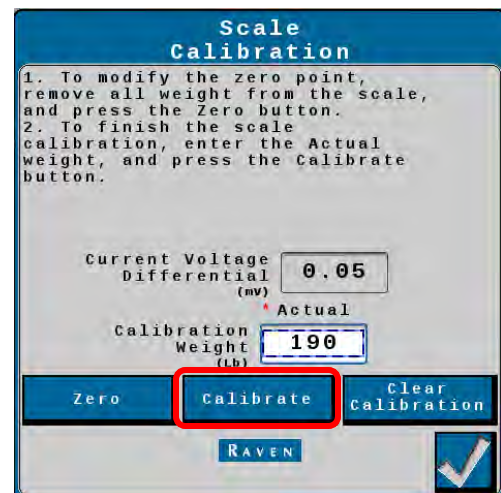 Scale
Calibration
1. To modify the zero point,
remove all weight from the scale,
and press the Zero button.
2. To finish the scale
calibration, enter the Actual
weight, and press the Calibrate
button.
Current Voltage
Differential
(mV)
0.05
* Actual
Calibration
Weight
(Lb)
190
Zero
Calibrate
Clear
Calibration
RAVEN